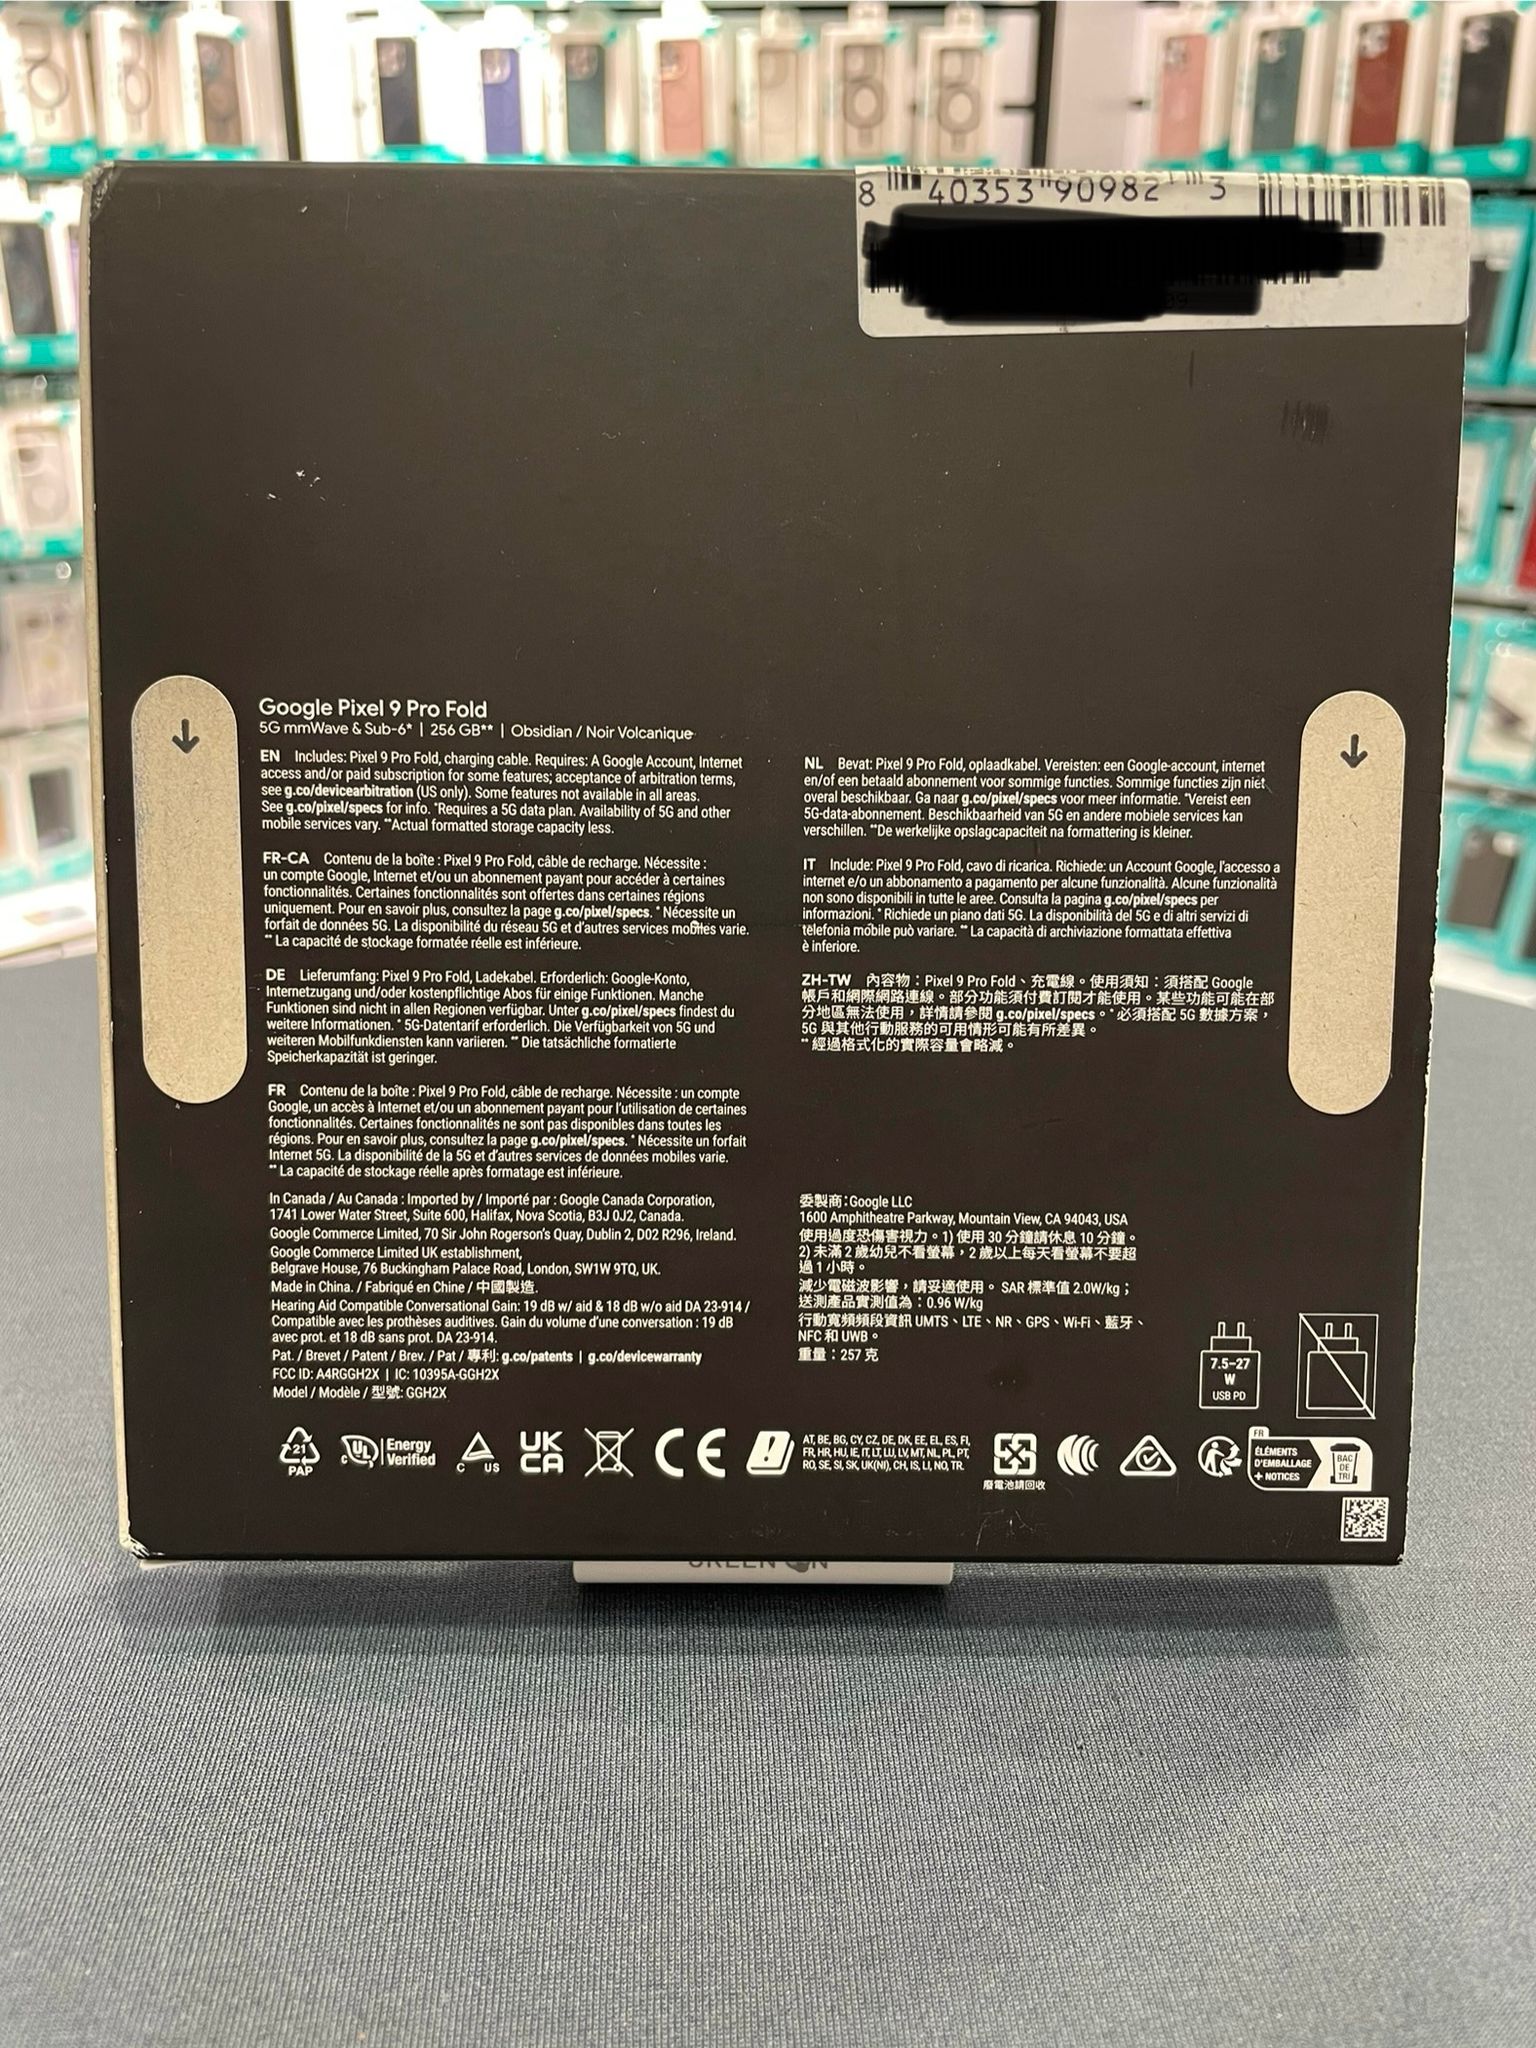 8 40353 90982 3
Google Pixel 9 Pro Fold
5G mmWave & Sub-6* | 256 GB** | Obsidian / Noir Volcanique
EN Includes: Pixel 9 Pro Fold, charging cable. Requires: A Google Account, Internet
access and/or paid subscription for some features; acceptance of arbitration terms,
see g.co/devicearbitration (US only). Some features not available in all areas.
See g.co/pixel/specs for info. *Requires a 5G data plan. Availability of 5G and other
mobile services vary. **Actual formatted storage capacity less.
FR-CA Contenu de la boîte : Pixel 9 Pro Fold, câble de recharge. Nécessite :
un compte Google, Internet et/ou un abonnement payant pour accéder à certaines
fonctionnalités. Certaines fonctionnalités sont offertes dans certaines régions
uniquement. Pour en savoir plus, consultez la page g.co/pixel/specs. * Nécessite un
forfait de données 5G. La disponibilité du réseau 5G et d'autres services mobiles varie.
** La capacité de stockage formatée réelle est inférieure.
DE Lieferumfang: Pixel 9 Pro Fold, Ladekabel. Erforderlich: Google-Konto,
Internetzugang und/oder kostenpflichtige Abos für einige Funktionen. Manche
Funktionen sind nicht in allen Regionen verfügbar. Unter g.co/pixel/specs findest du
weitere Informationen. * 5G-Datentarif erforderlich. Die Verfügbarkeit von 5G und
weiteren Mobilfunkdiensten kann variieren. ** Die tatsächliche formatierte
Speicherkapazität ist geringer.
FR Contenu de la boîte : Pixel 9 Pro Fold, câble de recharge. Nécessite : un compte
Google, un accès à Internet et/ou un abonnement payant pour l'utilisation de certaines
fonctionnalités. Certaines fonctionnalités ne sont pas disponibles dans toutes les
régions. Pour en savoir plus, consultez la page g.co/pixel/specs. * Nécessite un forfait
Internet 5G. La disponibilité de la 5G et d'autres services de données mobiles varie.
** La capacité de stockage réelle après formatage est inférieure.
In Canada / Au Canada : Imported by / Importé par : Google Canada Corporation,
1741 Lower Water Street, Suite 600, Halifax, Nova Scotia, B3J 0J2, Canada.
Google Commerce Limited, 70 Sir John Rogerson's Quay, Dublin 2, D02 R296, Ireland.
Google Commerce Limited UK establishment,
Belgrave House, 76 Buckingham Palace Road, London, SW1W 9TQ, UK.
Made in China. / Fabriqué en Chine / 中國製造.
Hearing Aid Compatible Conversational Gain: 19 dB w/ aid & 18 dB w/o aid DA 23-914 /
Compatible avec les prothèses auditives. Gain du volume d'une conversation : 19 dB
avec prot. et 18 dB sans prot. DA 23-914.
Pat. / Brevet / Patent / Brev. / Pat / 專利: g.co/patents | g.co/devicewarranty
FCC ID: A4RGGH2X | IC: 10395A-GGH2X
Model / Modèle / 型號: GGH2X
NL Bevat: Pixel 9 Pro Fold, oplaadkabel. Vereisten: een Google-account, internet
en/of een betaald abonnement voor sommige functies. Sommige functies zijn niet
overal beschikbaar. Ga naar g.co/pixel/specs voor meer informatie. *Vereist een
5G-data-abonnement. Beschikbaarheid van 5G en andere mobiele services kan
verschillen. **De werkelijke opslagcapaciteit na formattering is kleiner.
IT Include: Pixel 9 Pro Fold, cavo di ricarica. Richiede: un Account Google, l'accesso a
internet e/o un abbonamento a pagamento per alcune funzionalità. Alcune funzionalità
non sono disponibili in tutte le aree. Consulta la pagina g.co/pixel/specs per
informazioni. * Richiede un piano dati 5G. La disponibilità del 5G e di altri servizi di
telefonia mobile può variare. ** La capacità di archiviazione formattata effettiva
è inferiore.
ZH-TW 內容物：Pixel 9 Pro Fold、充電線。使用須知：須搭配 Google
帳戶和網際網路連線。部分功能須付費訂閱才能使用。某些功能可能在部
分地區無法使用，詳情請參閱 g.co/pixel/specs。* 必須搭配 5G 數據方案，
5G 與其他行動服務的可用情形可能有所差異。
** 經過格式化的實際容量會略減。
委製商：Google LLC
1600 Amphitheatre Parkway, Mountain View, CA 94043, USA
使用過度恐傷害視力。1) 使用 30 分鐘請休息 10 分鐘。
2) 未滿 2 歲幼兒不看螢幕，2 歲以上每天看螢幕不要超
過 1 小時。
減少電磁波影響，請妥適使用。 SAR 標準值 2.0W/kg；
送測產品實測值為：0.96 W/kg
行動寬頻頻段資訊 UMTS、LTE、NR、GPS、Wi-Fi、藍牙、
NFC 和 UWB。
重量：257 克
7.5–27
W
USB PD
21
PAP
c UL Energy
Verified
C US
UK
CA
CE
AT, BE, BG, CY, CZ, DE, DK, EE, EL, ES, FI,
FR, HR, HU, IE, IT, LT, LU, LV, MT, NL, PL, PT,
RO, SE, SI, SK, UK(NI), CH, IS, LI, NO, TR.
廢電池請回收
FR
ÉLÉMENTS
D'EMBALLAGE
+ NOTICES
BAC
DE
TRI